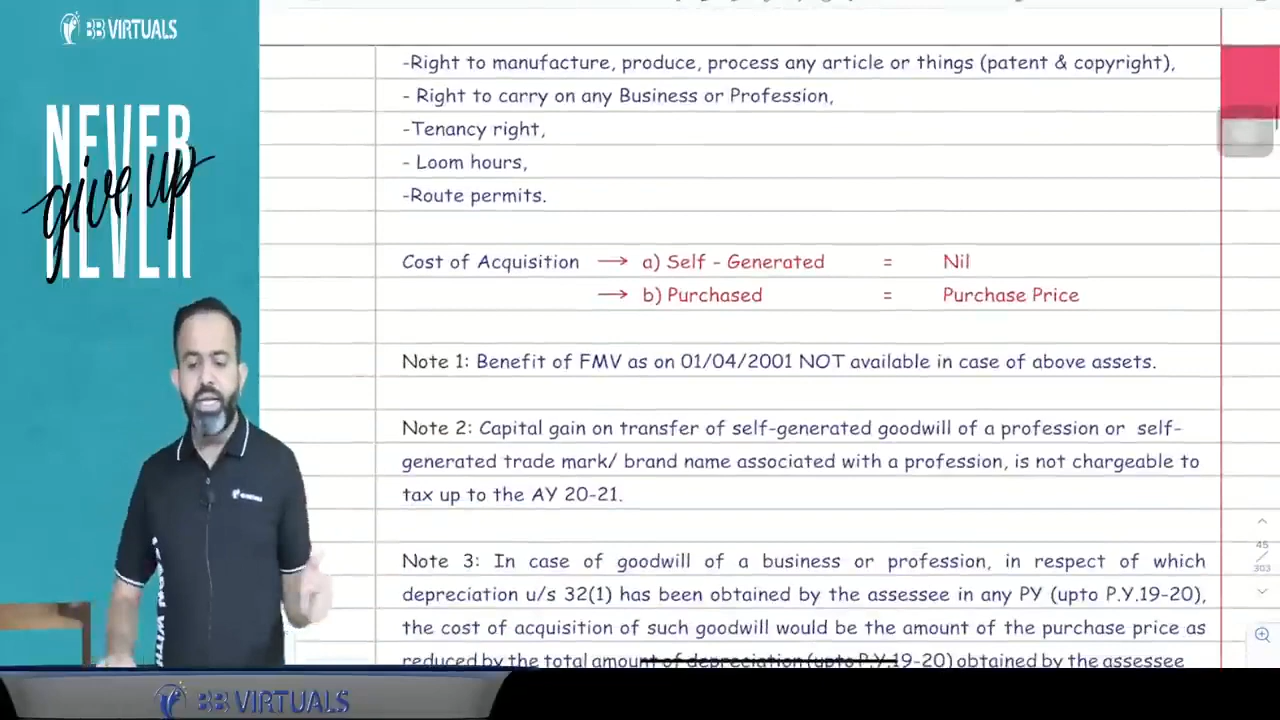 BB VIRTUALS
NEVER
give up
NEVER
-Right to manufacture, produce, process any article or things (patent & copyright),
- Right to carry on any Business or Profession,
-Tenancy right,
- Loom hours,
-Route permits.
Cost of Acquisition → a) Self - Generated = Nil
→ b) Purchased = Purchase Price
Note 1: Benefit of FMV as on 01/04/2001 NOT available in case of above assets.
Note 2: Capital gain on transfer of self-generated goodwill of a profession or self-
generated trade mark/ brand name associated with a profession, is not chargeable to
tax up to the AY 20-21.
Note 3: In case of goodwill of a business or profession, in respect of which
depreciation u/s 32(1) has been obtained by the assessee in any PY (upto P.Y.19-20),
the cost of acquisition of such goodwill would be the amount of the purchase price as
reduced by the total amount of depreciation (upto P.Y.19-20) obtained by the assessee
45
/
303
BB VIRTUALS